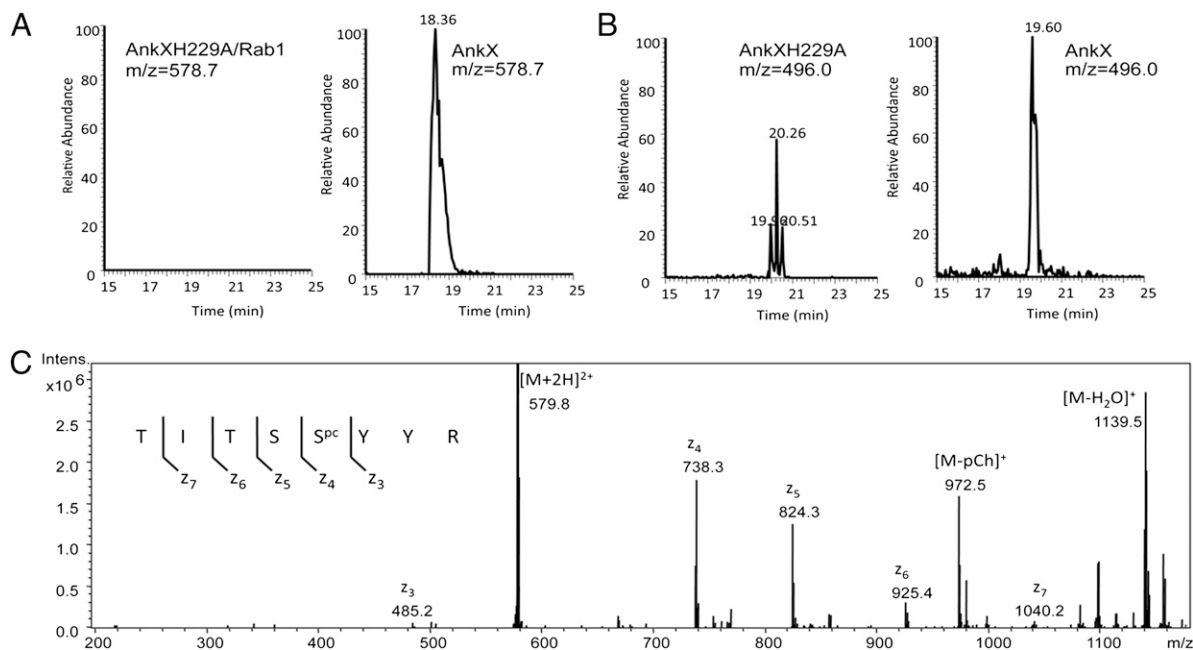 A
AnkXH229A/Rab1
m/z=578.7
Relative Abundance
100
80
60
40
20
0
15 17 19 21 23 25
Time (min)
18.36
AnkX
m/z=578.7
Relative Abundance
100
80
60
40
20
0
15 17 19 21 23 25
Time (min)
B
AnkXH229A
m/z=496.0
20.26
20.51
Relative Abundance
100
80
60
40
20
0
15 17 19 21 23 25
Time (min)
19.60
AnkX
m/z=496.0
Relative Abundance
100
80
60
40
20
0
15 17 19 21 23 25
Time (min)
C
Intens.
x10⁶
2.5
2.0
1.5
1.0
0.5
0.0
T I T S Sᵖᶜ Y Y R
z₇ z₆ z₅ z₄ z₃
[M+2H]²⁺
579.8
z₄
738.3
z₅
824.3
[M-pCh]⁺
972.5
[M-H₂O]⁺
1139.5
z₃
485.2
z₆
925.4
z₇
1040.2
200 300 400 500 600 700 800 900 1000 1100 m/z